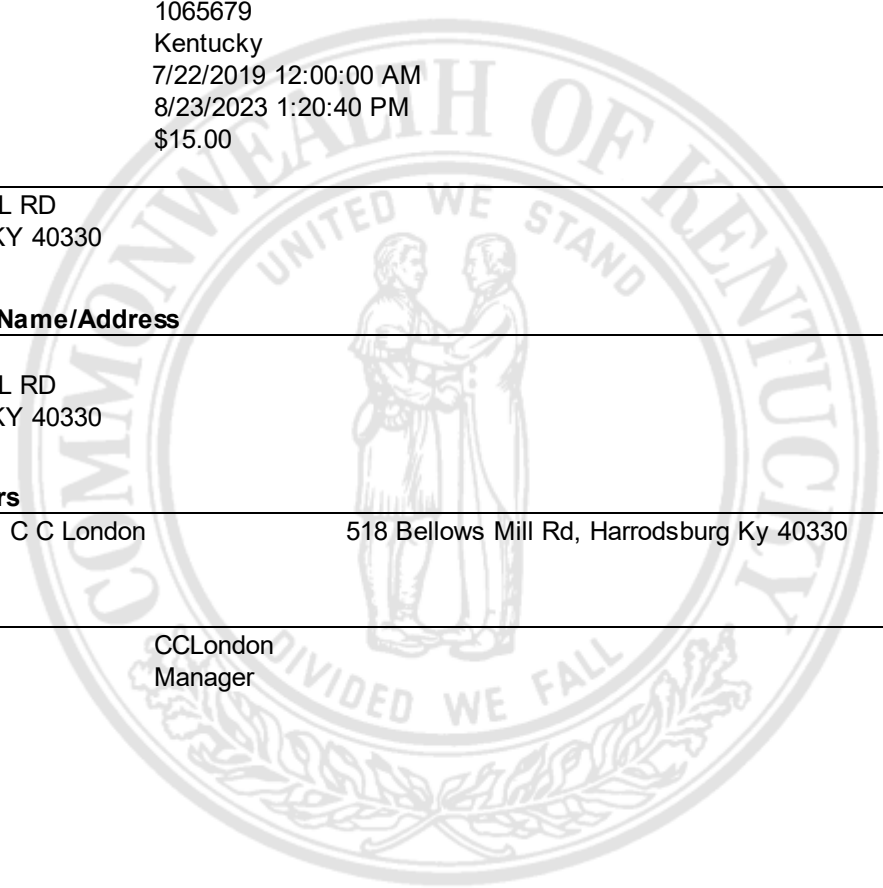 1065679
Kentucky
7/22/2019 12:00:00 AM
8/23/2023 1:20:40 PM
$15.00
L RD
KY 40330
Name/Address
L RD
KY 40330
rs
C C London 518 Bellows Mill Rd, Harrodsburg Ky 40330
CCLondon
Manager
COMMONWEALTH OF KENTUCKY
UNITED WE STAND
DIVIDED WE FALL